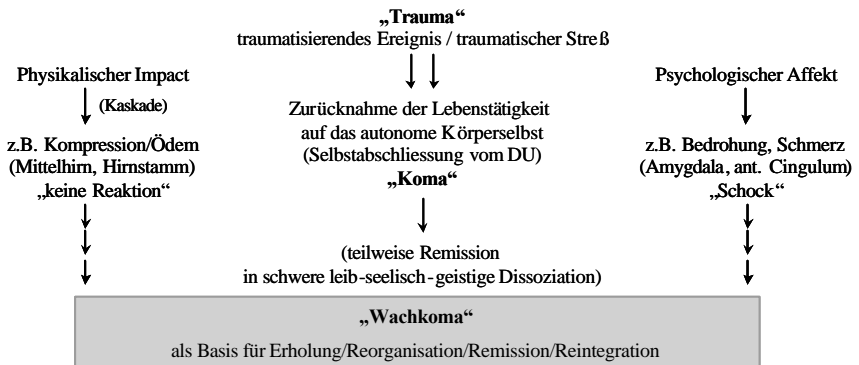 „Trauma“
traumatisierendes Ereignis / traumatischer Streß
Physikalischer Impact
(Kaskade)
z.B. Kompression/Ödem
(Mittelhirn, Hirnstamm)
„keine Reaktion“
Zurücknahme der Lebenstätigkeit
auf das autonome Körperselbst
(Selbstabschliessung vom DU)
„Koma“
(teilweise Remission
in schwere leib-seelisch-geistige Dissoziation)
Psychologischer Affekt
z.B. Bedrohung, Schmerz
(Amygdala, ant. Cingulum)
„Schock“
„Wachkoma“
als Basis für Erholung/Reorganisation/Remission/Reintegration